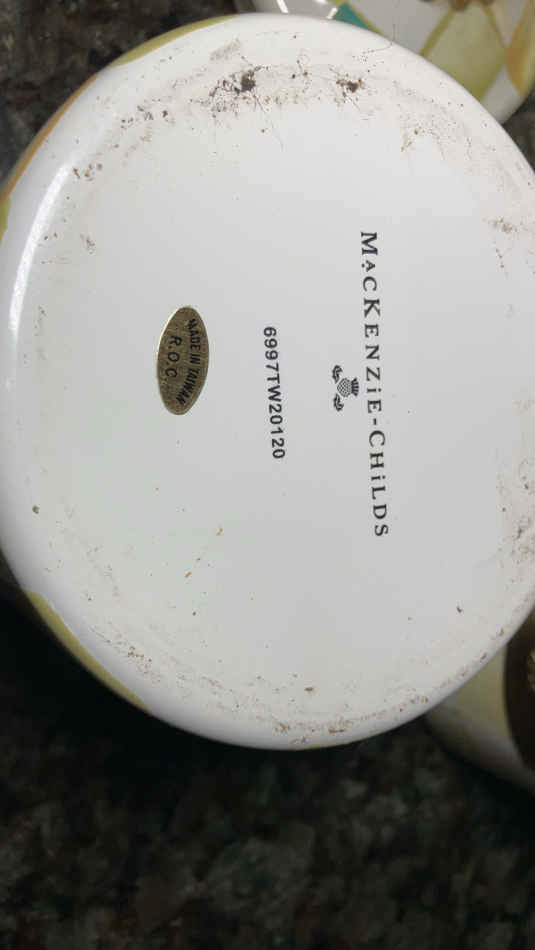 MACKENZiE-CHiLDS
6997TW20120
MADE IN TAIWAN
R.O.C.